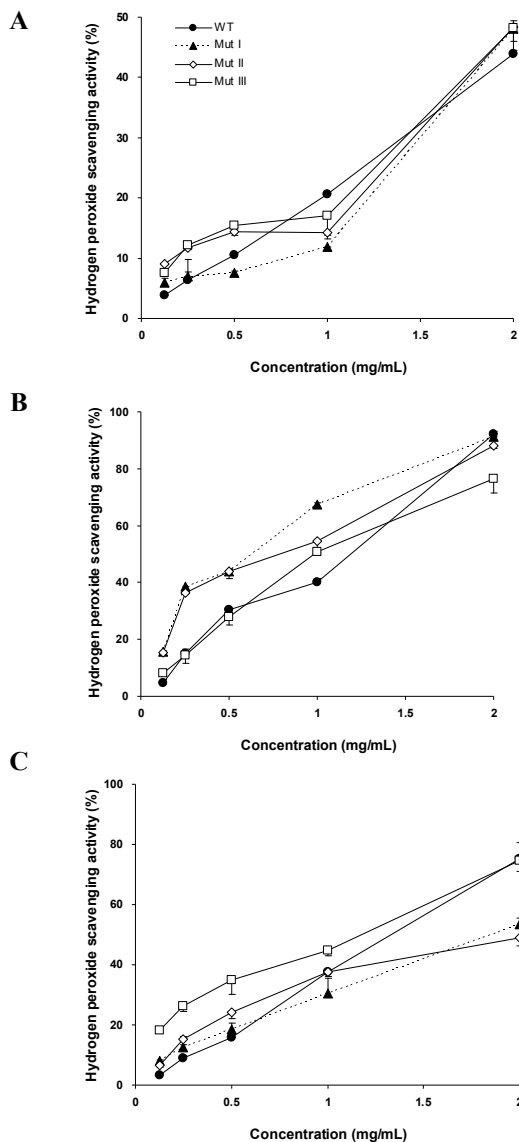 A
Hydrogen peroxide scavenging activity (%)
50
40
30
20
10
0
WT
Mut I
Mut II
Mut III
0
0.5
1
1.5
2
Concentration (mg/mL)
B
Hydrogen peroxide scavenging activity (%)
100
80
60
40
20
0
0
0.5
1
1.5
2
Concentration (mg/mL)
C
Hydrogen peroxide scavenging activity (%)
100
80
60
40
20
0
0
0.5
1
1.5
2
Concentration (mg/mL)